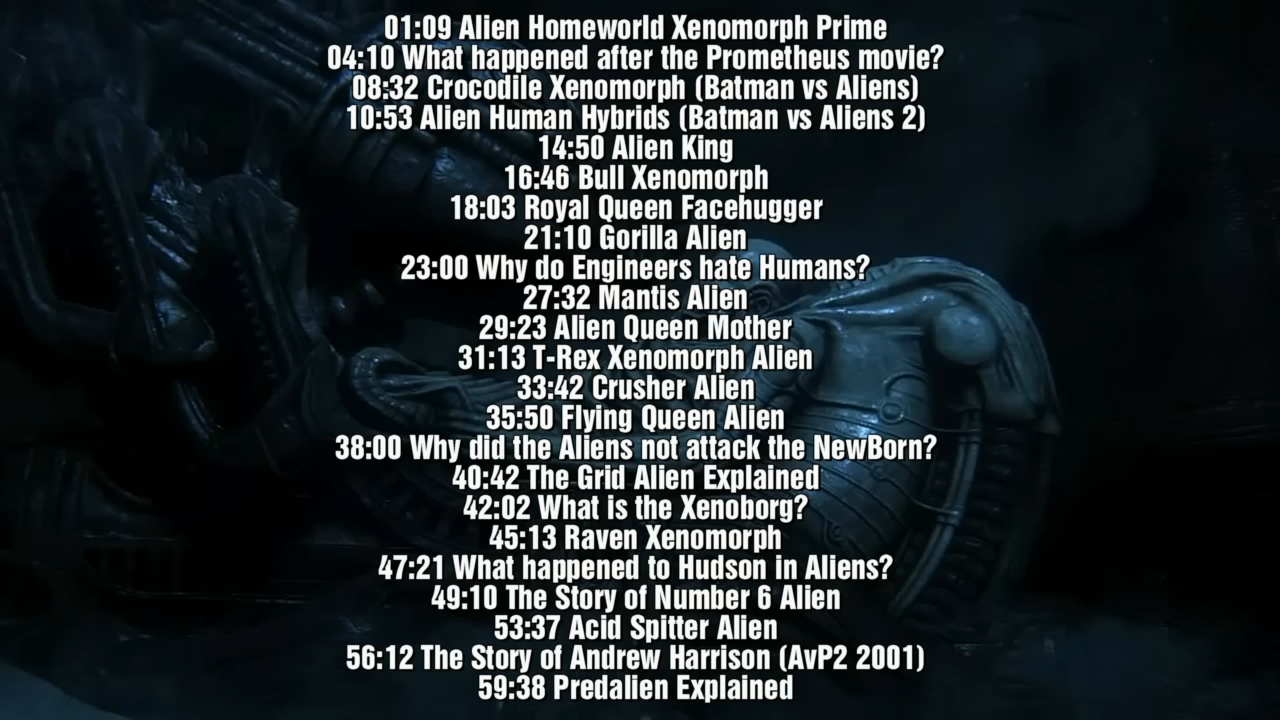 01:09 Alien Homeworld Xenomorph Prime
04:10 What happened after the Prometheus movie?
08:32 Crocodile Xenomorph (Batman vs Aliens)
10:53 Alien Human Hybrids (Batman vs Aliens 2)
14:50 Alien King
16:46 Bull Xenomorph
18:03 Royal Queen Facehugger
21:10 Gorilla Alien
23:00 Why do Engineers hate Humans?
27:32 Mantis Alien
29:23 Alien Queen Mother
31:13 T-Rex Xenomorph Alien
33:42 Crusher Alien
35:50 Flying Queen Alien
38:00 Why did the Aliens not attack the NewBorn?
40:42 The Grid Alien Explained
42:02 What is the Xenoborg?
45:13 Raven Xenomorph
47:21 What happened to Hudson in Aliens?
49:10 The Story of Number 6 Alien
53:37 Acid Spitter Alien
56:12 The Story of Andrew Harrison (AvP2 2001)
59:38 Predalien Explained